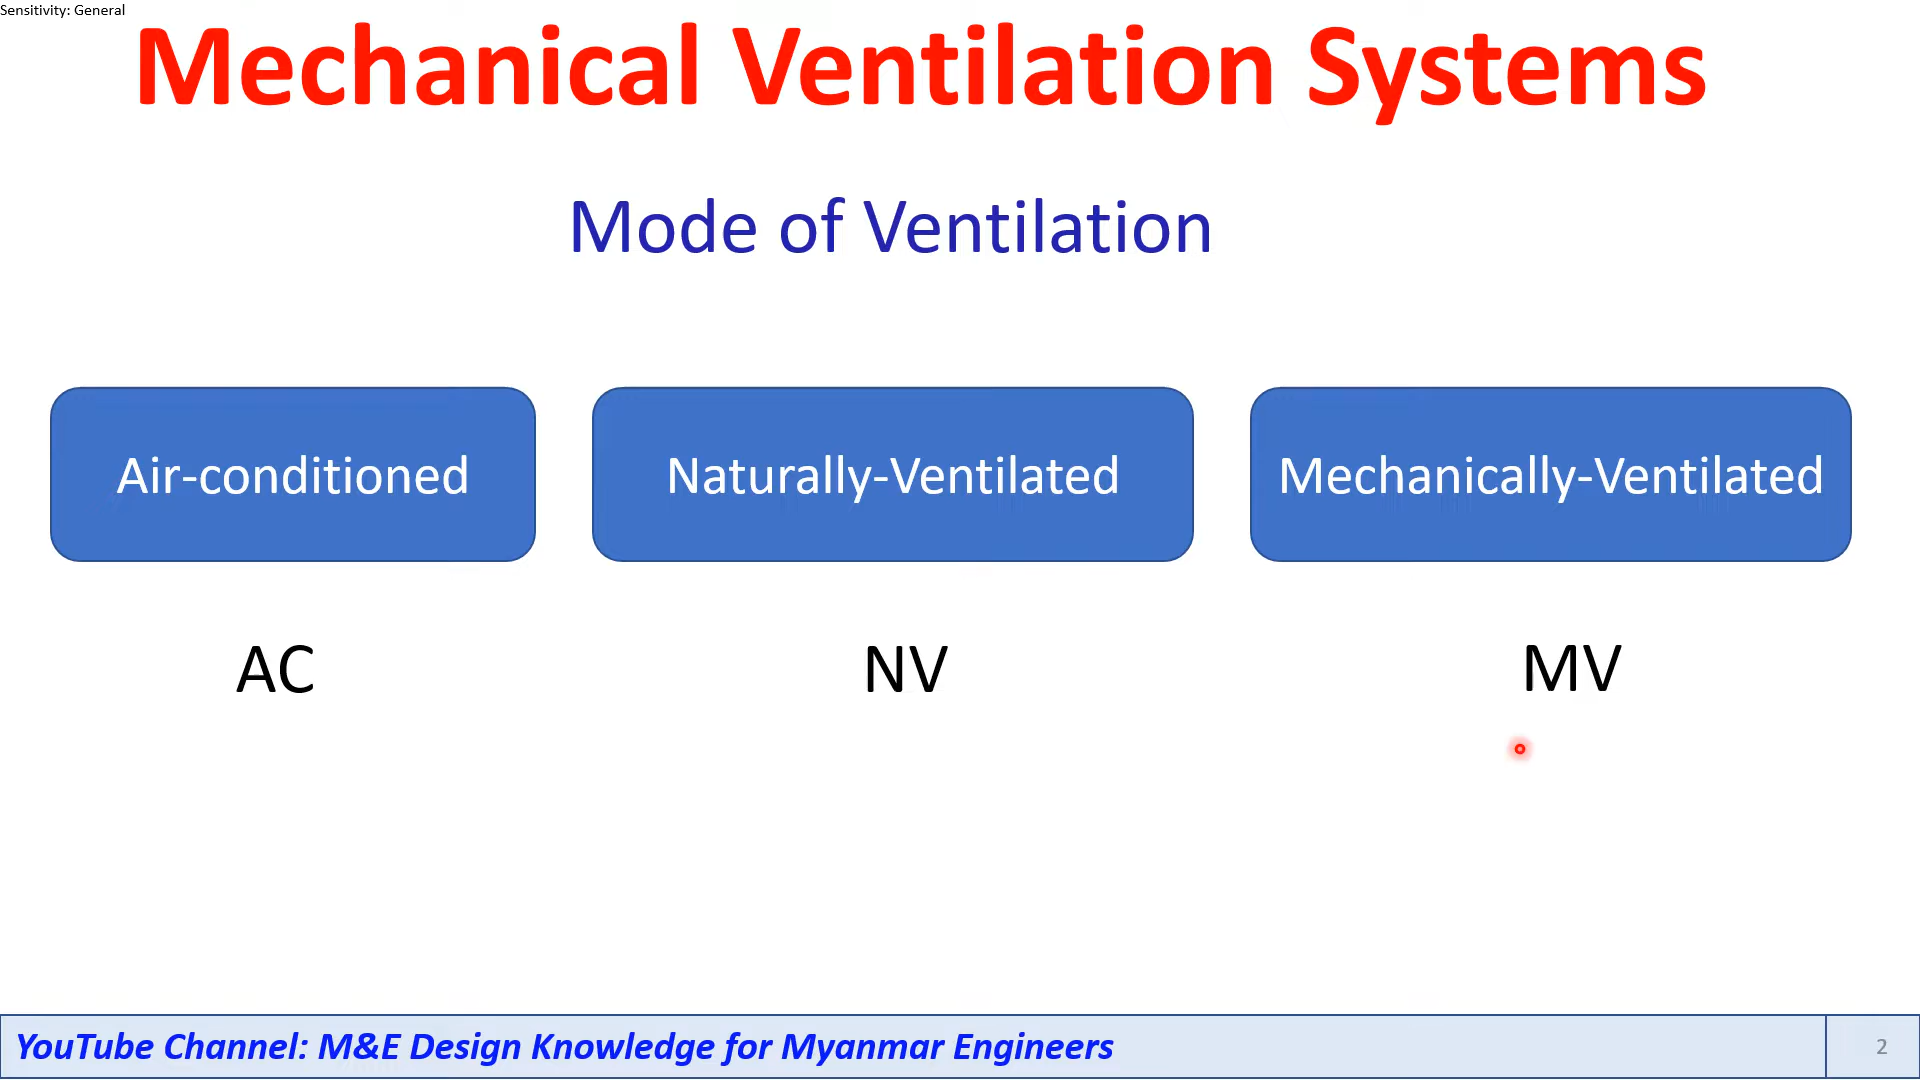 Sensitivity: General
Mechanical Ventilation Systems
Mode of Ventilation
Air-conditioned
Naturally-Ventilated
Mechanically-Ventilated
AC
NV
MV
YouTube Channel: M&E Design Knowledge for Myanmar Engineers
2